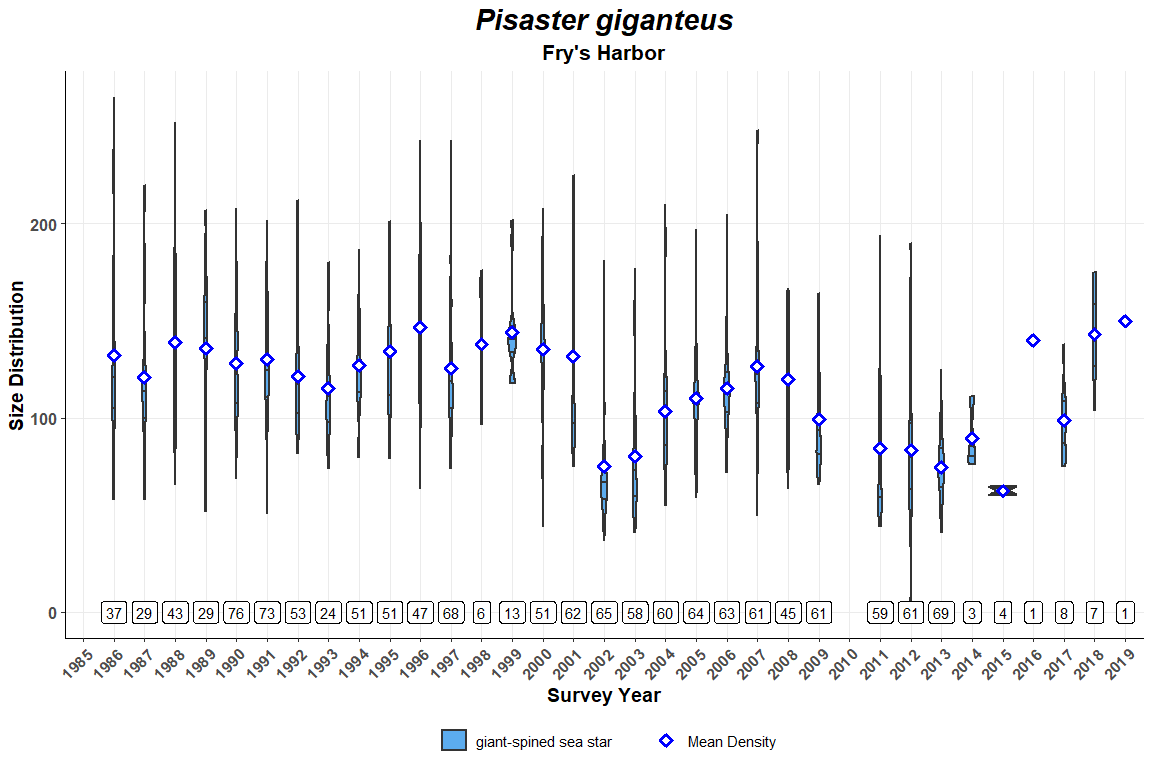 Pisaster giganteus
Fry's Harbor
Size Distribution
200
100
0
37 29 43 29 76 73 53 24 51 51 47 68 6 13 51 62 65 58 60 64 63 61 45 61 59 61 69 3 4 1 8 7 1
1985 1986 1987 1988 1989 1990 1991 1992 1993 1994 1995 1996 1997 1998 1999 2000 2001 2002 2003 2004 2005 2006 2007 2008 2009 2010 2011 2012 2013 2014 2015 2016 2017 2018 2019
Survey Year
giant-spined sea star Mean Density